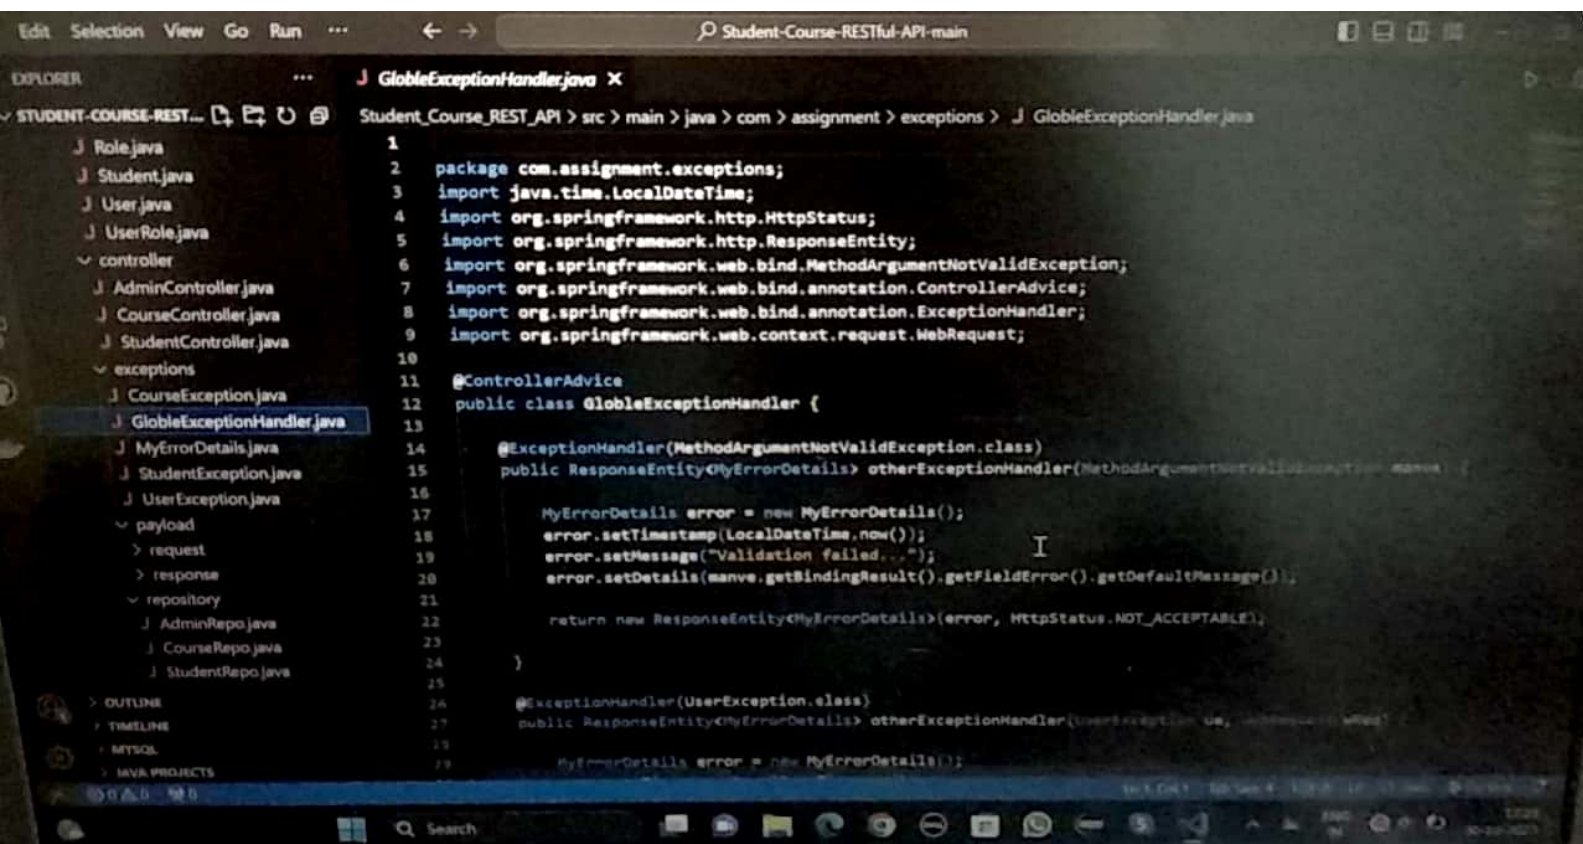 Edit Selection View Go Run ... ← → Student-Course-RESTful-API-main
EXPLORER ...
STUDENT-COURSE-REST...
Role.java
Student.java
User.java
UserRole.java
controller
AdminController.java
CourseController.java
StudentController.java
exceptions
CourseException.java
GlobleExceptionHandler.java
MyErrorDetails.java
StudentException.java
UserException.java
payload
> request
> response
repository
AdminRepo.java
CourseRepo.java
StudentRepo.java
> OUTLINE
> TIMELINE
> MYSQL
> JAVA PROJECTS
J GlobleExceptionHandler.java ×
Student_Course_REST_API > src > main > java > com > assignment > exceptions > J GlobleExceptionHandler.java
1
2 package com.assignment.exceptions;
3 import java.time.LocalDateTime;
4 import org.springframework.http.HttpStatus;
5 import org.springframework.http.ResponseEntity;
6 import org.springframework.web.bind.MethodArgumentNotValidException;
7 import org.springframework.web.bind.annotation.ControllerAdvice;
8 import org.springframework.web.bind.annotation.ExceptionHandler;
9 import org.springframework.web.context.request.WebRequest;
10
11 @ControllerAdvice
12 public class GlobleExceptionHandler {
13
14 @ExceptionHandler(MethodArgumentNotValidException.class)
15 public ResponseEntity<MyErrorDetails> otherExceptionHandler(MethodArgumentNotValidException manve) {
16
17 MyErrorDetails error = new MyErrorDetails();
18 error.setTimestamp(LocalDateTime.now());
19 error.setMessage("Validation failed...");
20 error.setDetails(manve.getBindingResult().getFieldError().getDefaultMessage());
21
22 return new ResponseEntity<MyErrorDetails>(error, HttpStatus.NOT_ACCEPTABLE);
23
24 }
25
26 @ExceptionHandler(UserException.class)
27 public ResponseEntity<MyErrorDetails> otherExceptionHandler(UserException ue,
28
29 MyErrorDetails error = new MyErrorDetails();
Search